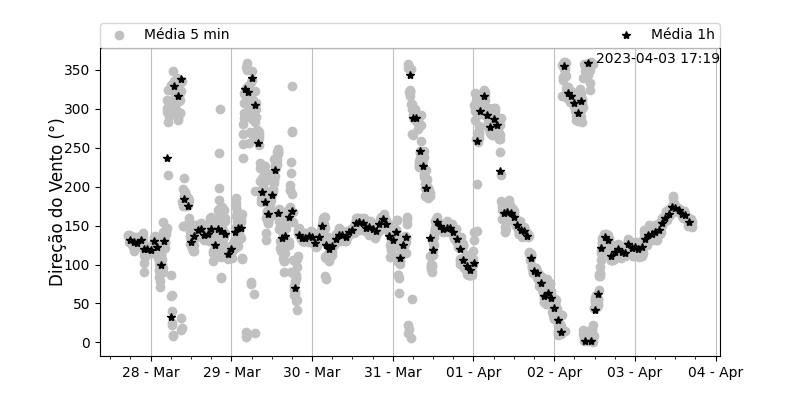 Média 5 min
Média 1h
2023-04-03 17:19
Direção do Vento (°)
350
300
250
200
150
100
50
0
28 - Mar
29 - Mar
30 - Mar
31 - Mar
01 - Apr
02 - Apr
03 - Apr
04 - Apr